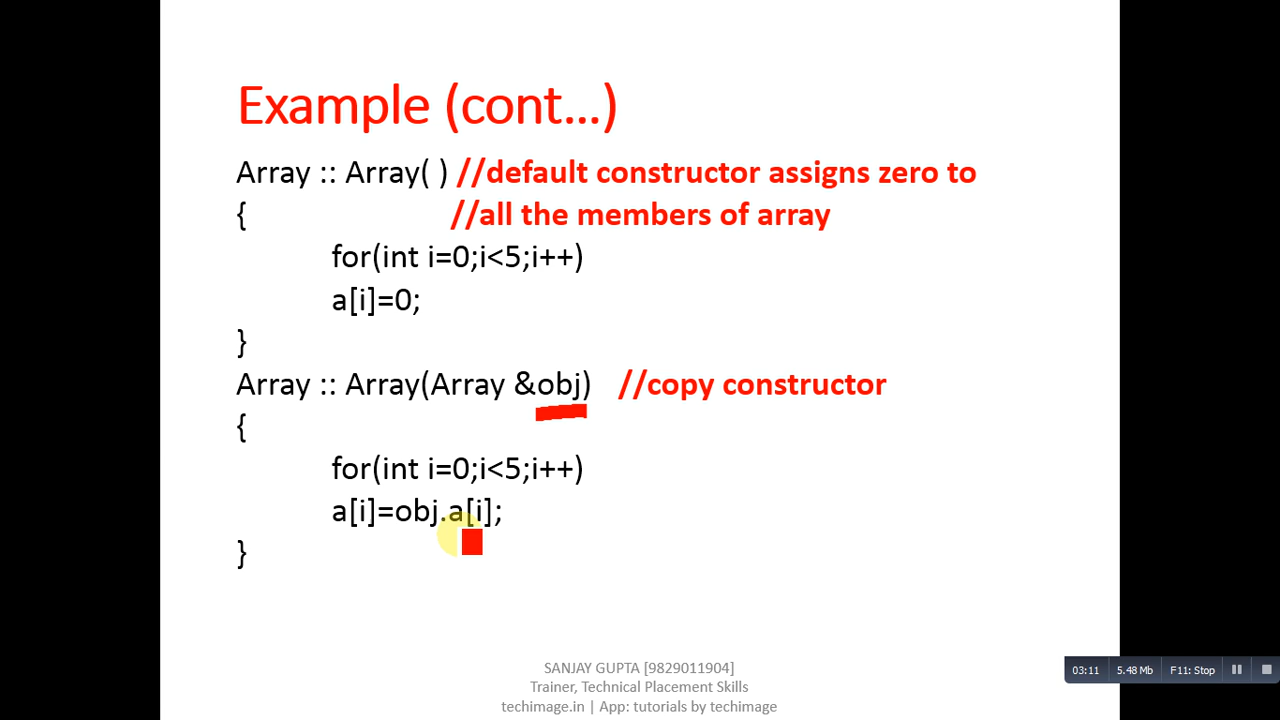 Example (cont...)
Array :: Array( ) //default constructor assigns zero to
{ //all the members of array
for(int i=0;i<5;i++)
a[i]=0;
}
Array :: Array(Array &obj) //copy constructor
{
for(int i=0;i<5;i++)
a[i]=obj.a[i];
}
SANJAY GUPTA [9829011904]
Trainer, Technical Placement Skills
techimage.in | App: tutorials by techimage
03:11 5.48 Mb F11: Stop